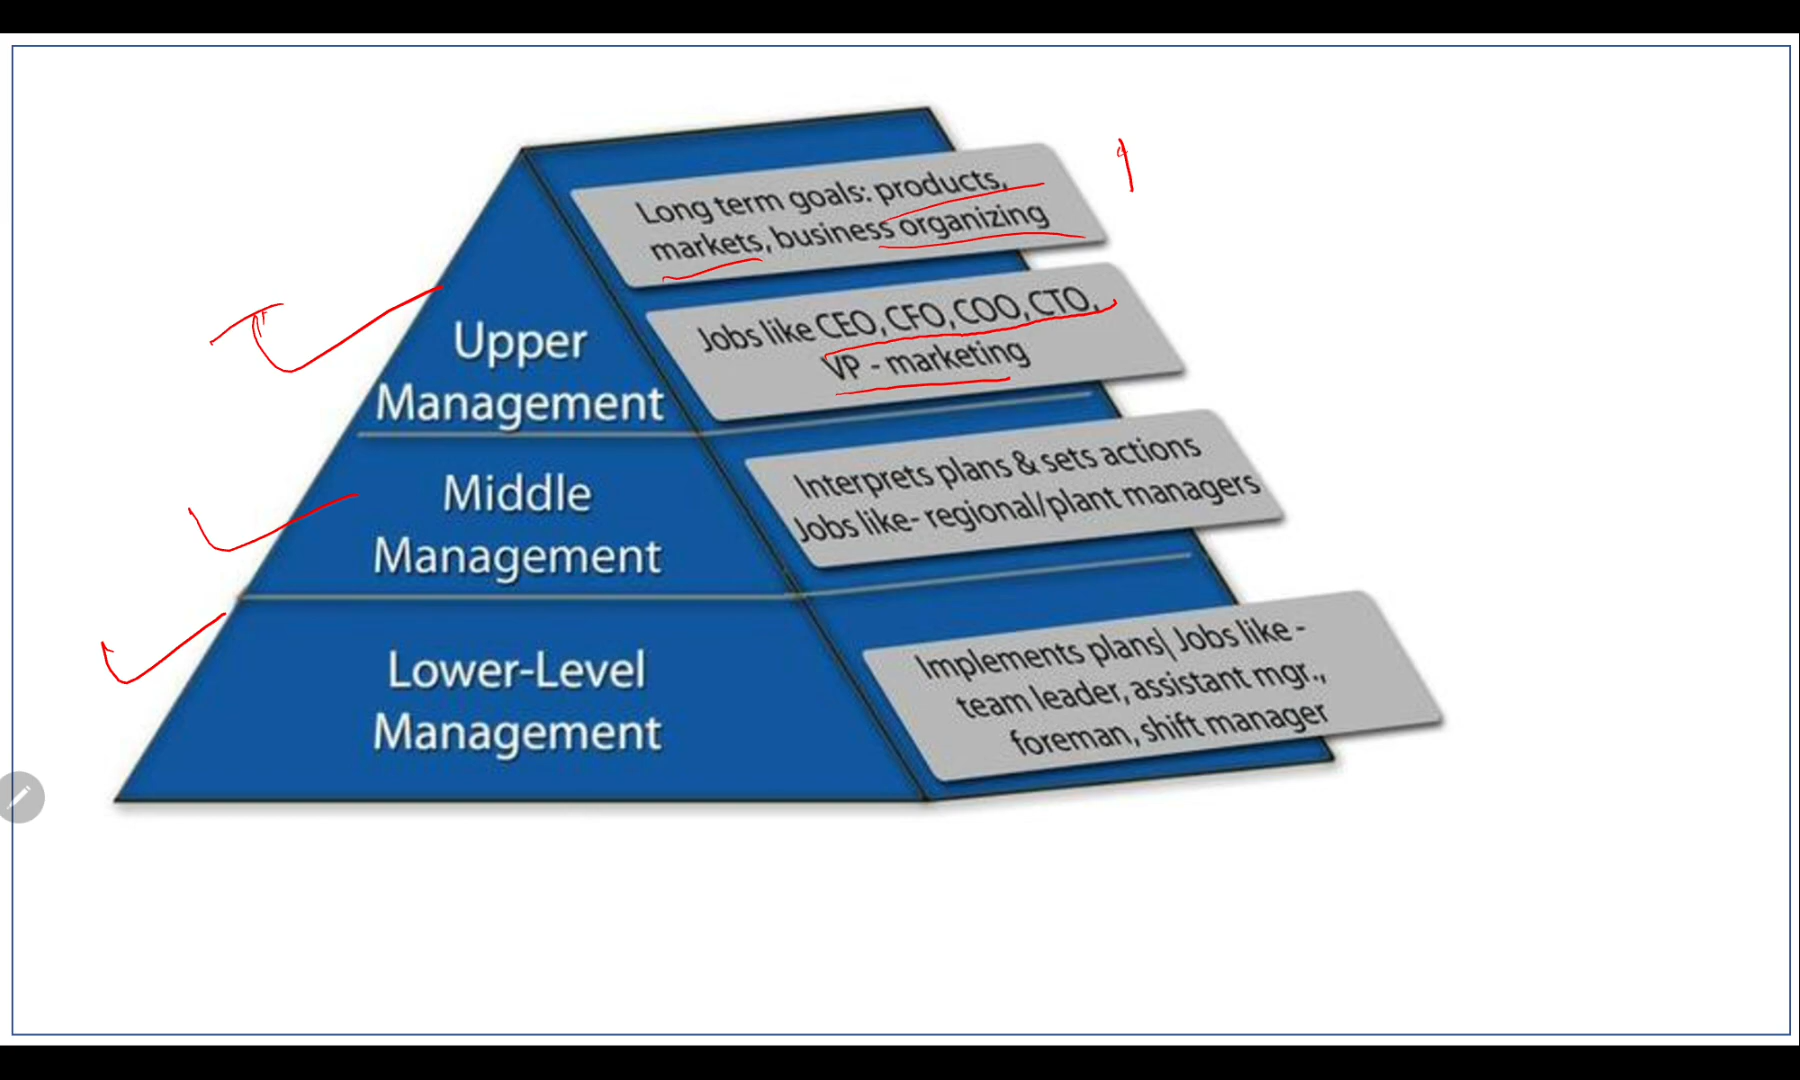 Long term goals: products,
markets, business organizing
Jobs like CEO, CFO, COO, CTO,
VP - marketing
Upper
Management
Interprets plans & sets actions
Jobs like- regional/plant managers
Middle
Management
Implements plans| Jobs like -
team leader, assistant mgr.,
foreman, shift manager
Lower-Level
Management